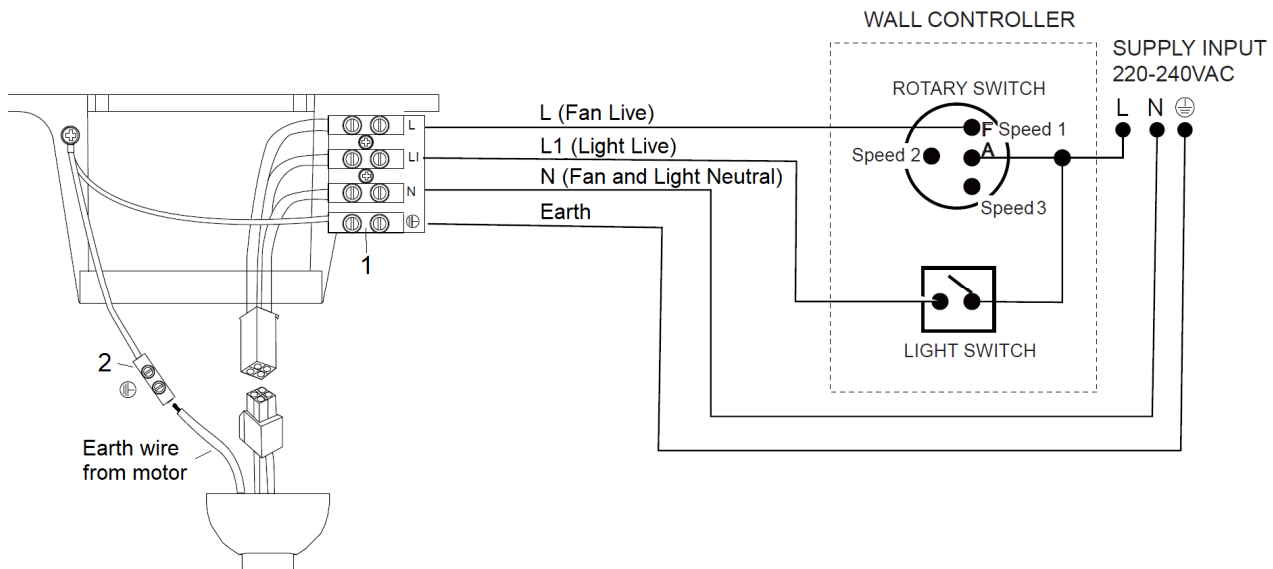 WALL CONTROLLER
SUPPLY INPUT
220-240VAC
ROTARY SWITCH
L N
L (Fan Live)
F Speed 1
L
L1 (Light Live)
Speed 2 A
LI
N (Fan and Light Neutral)
N
Speed 3
Earth
1
LIGHT SWITCH
2
Earth wire
from motor